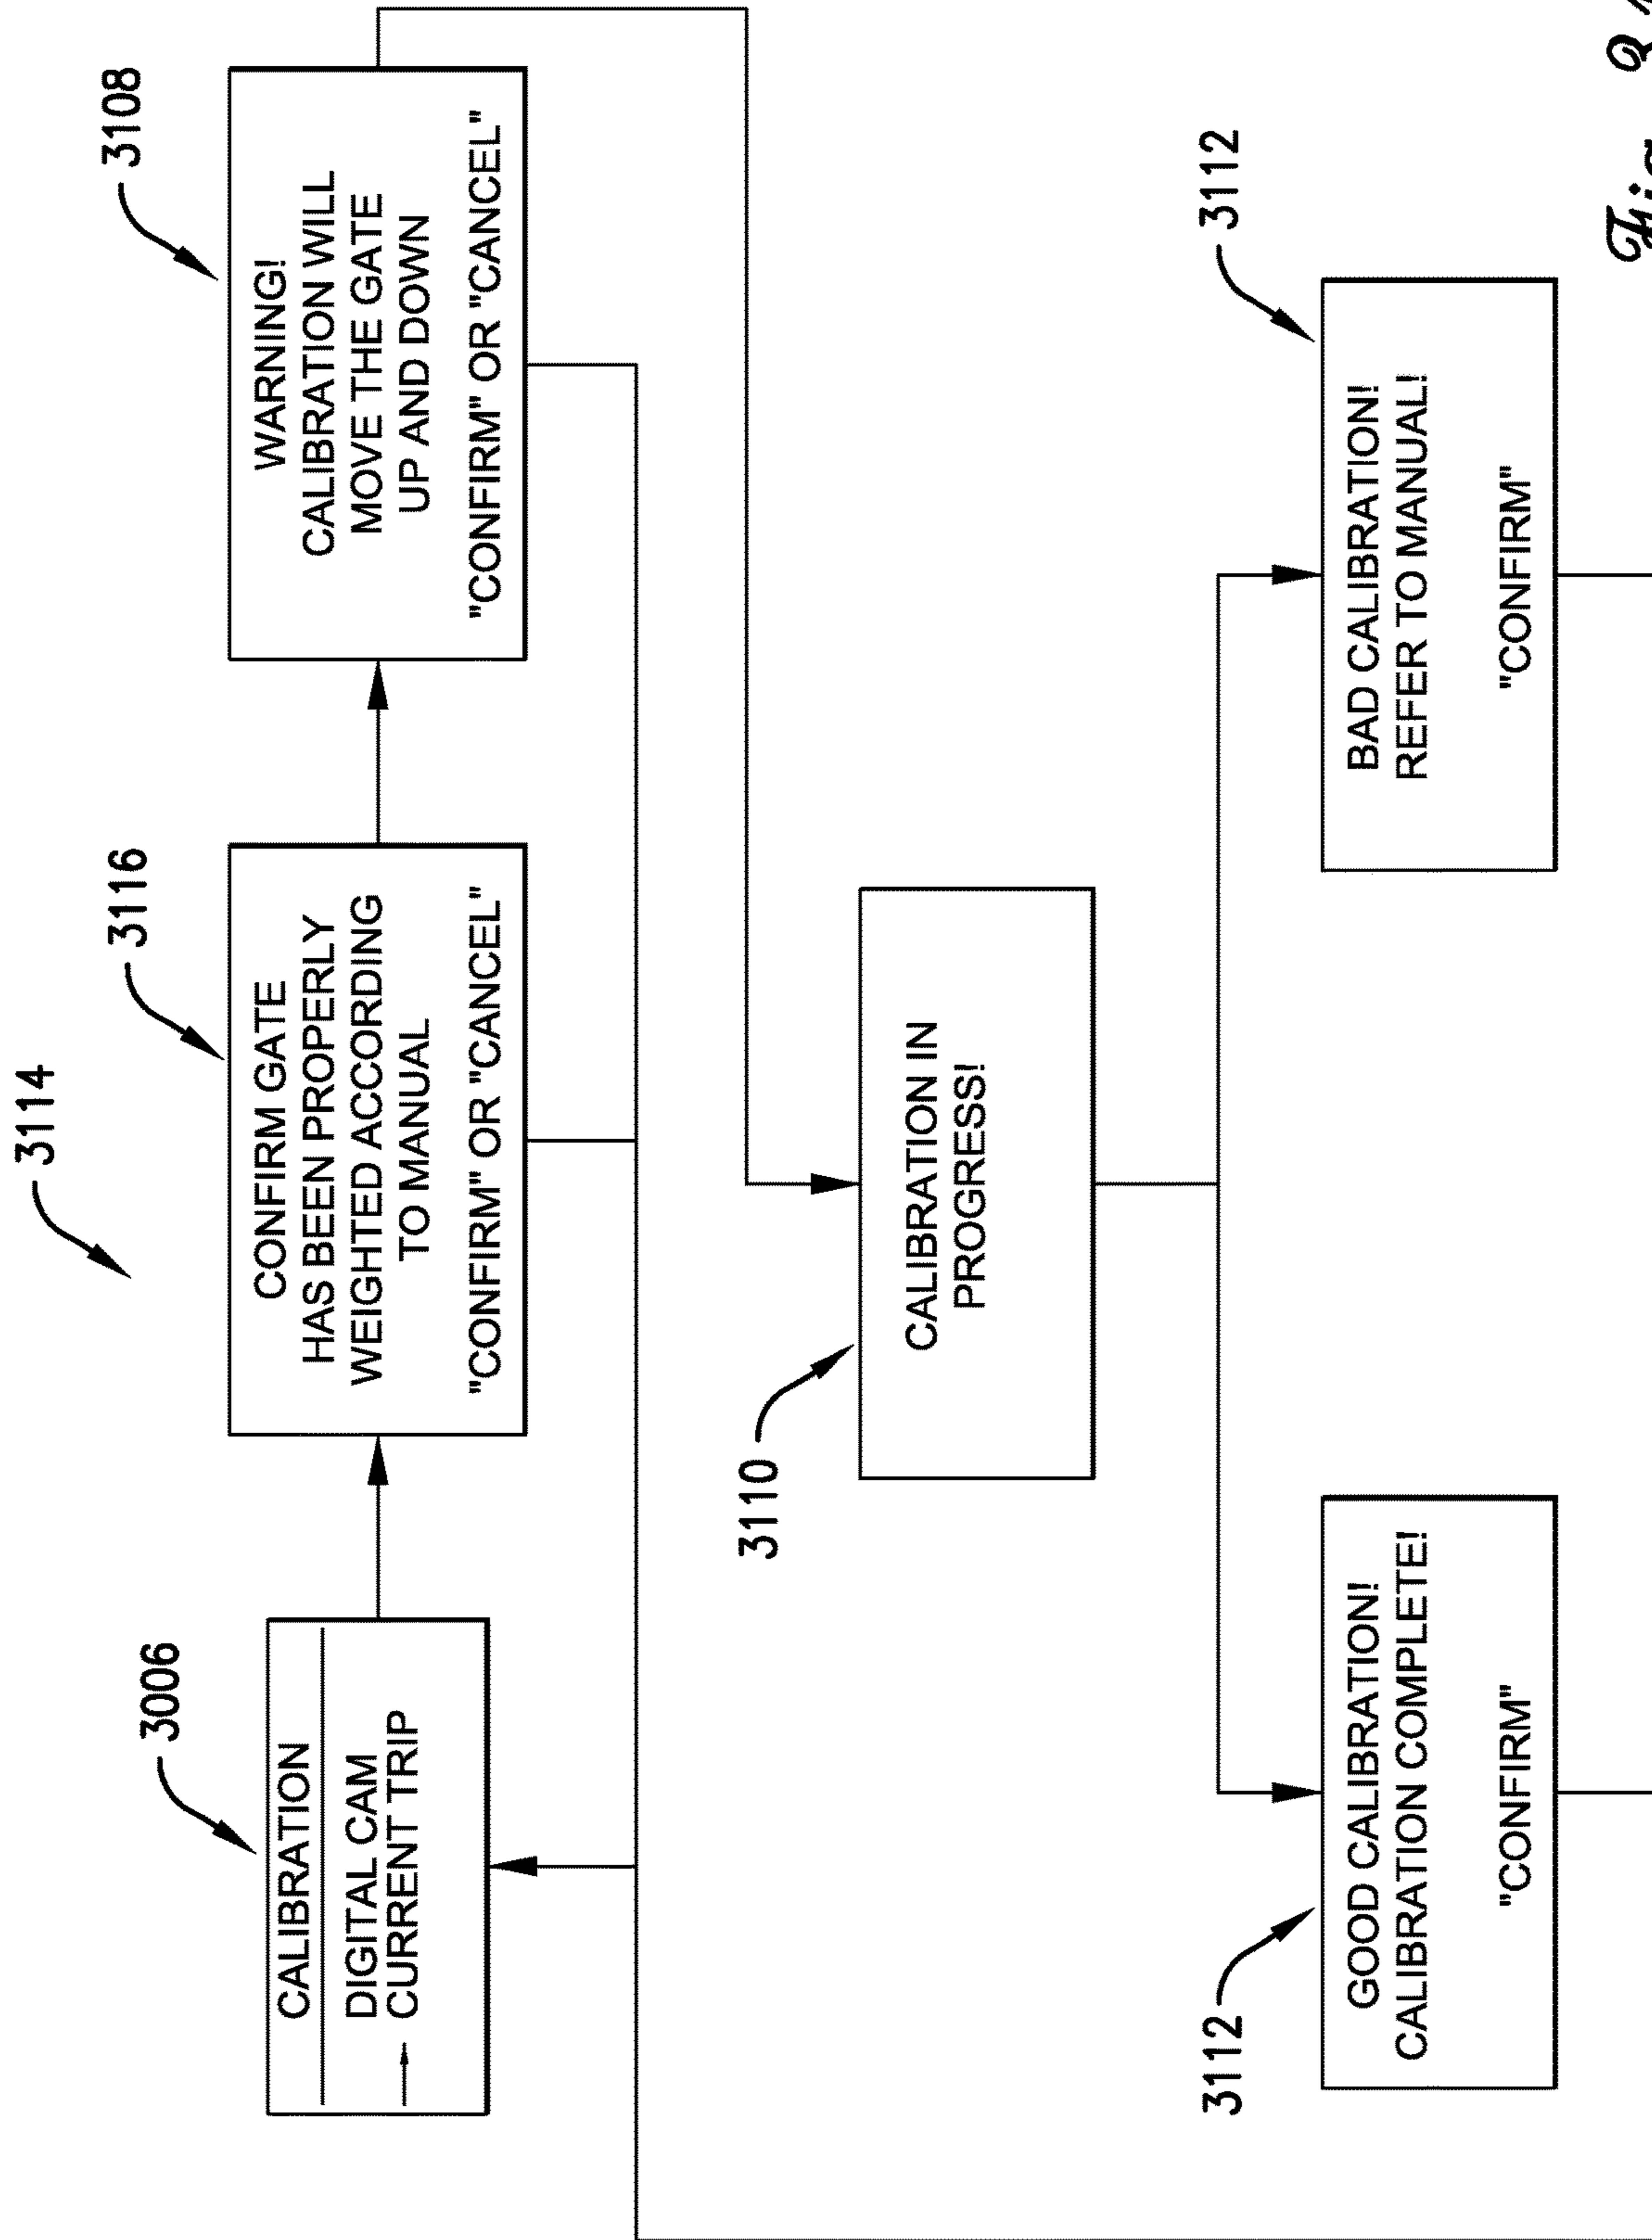 3114
3006
CALIBRATION
DIGITAL CAM
CURRENT TRIP
3116
CONFIRM GATE
HAS BEEN PROPERLY
WEIGHTED ACCORDING
TO MANUAL
"CONFIRM" OR "CANCEL"
3108
WARNING!
CALIBRATION WILL
MOVE THE GATE
UP AND DOWN
"CONFIRM" OR "CANCEL"
3110
CALIBRATION IN
PROGRESS!
3112
GOOD CALIBRATION!
CALIBRATION COMPLETE!
"CONFIRM"
3112
BAD CALIBRATION!
REFER TO MANUAL!
"CONFIRM"
Fig.